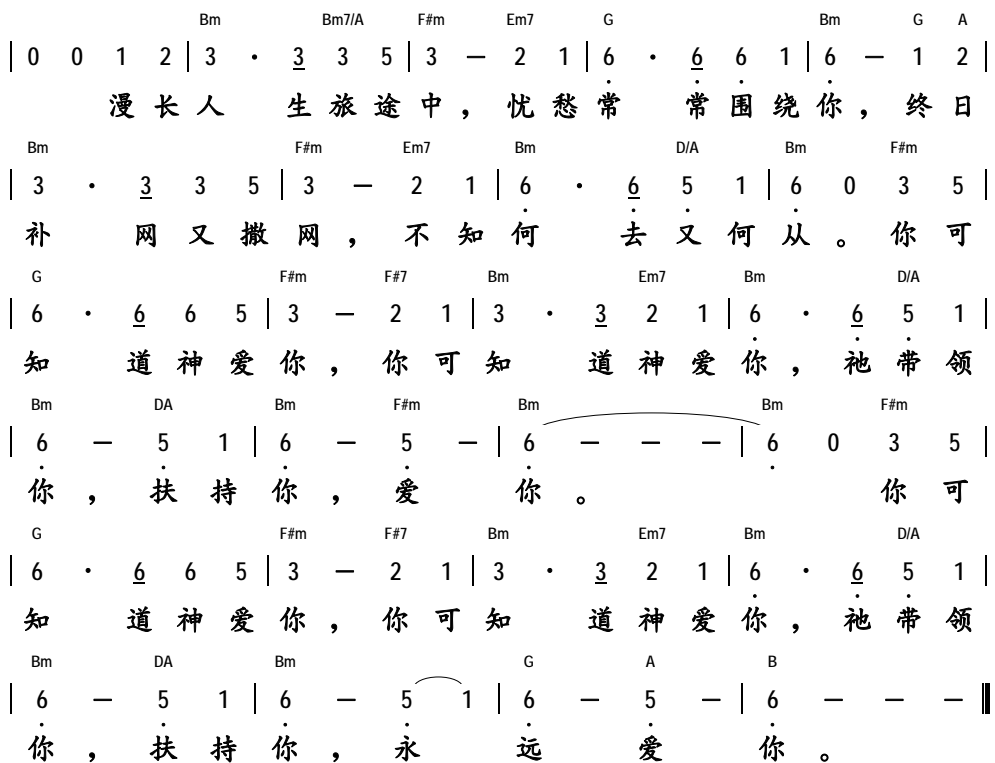 Bm Bm7/A F#m Em7 G Bm G A
| 0 0 1 2 | 3 · 3 3 5 | 3 — 2 1 | 6 · 6 6 1 | 6 — 1 2 |
漫长人 生旅途中，忧愁常 常围绕你，终日
Bm F#m Em7 Bm D/A Bm F#m
| 3 · 3 3 5 | 3 — 2 1 | 6 · 6 5 1 | 6 0 3 5 |
补 网又撒网，不知何 去又何从。你可
G F#m F#7 Bm Em7 Bm D/A
| 6 · 6 6 5 | 3 — 2 1 | 3 · 3 2 1 | 6 · 6 5 1 |
知 道神爱你，你可知 道神爱你，祂带领
Bm DA Bm F#m Bm Bm F#m
| 6 — 5 1 | 6 — 5 — | 6 — — — | 6 0 3 5 |
你，扶持你，爱 你。 你可
G F#m F#7 Bm Em7 Bm D/A
| 6 · 6 6 5 | 3 — 2 1 | 3 · 3 2 1 | 6 · 6 5 1 |
知 道神爱你，你可知 道神爱你，祂带领
Bm DA Bm G A B
| 6 — 5 1 | 6 — 5 1 | 6 — 5 — | 6 — — — ‖
你，扶持你，永 远 爱 你。